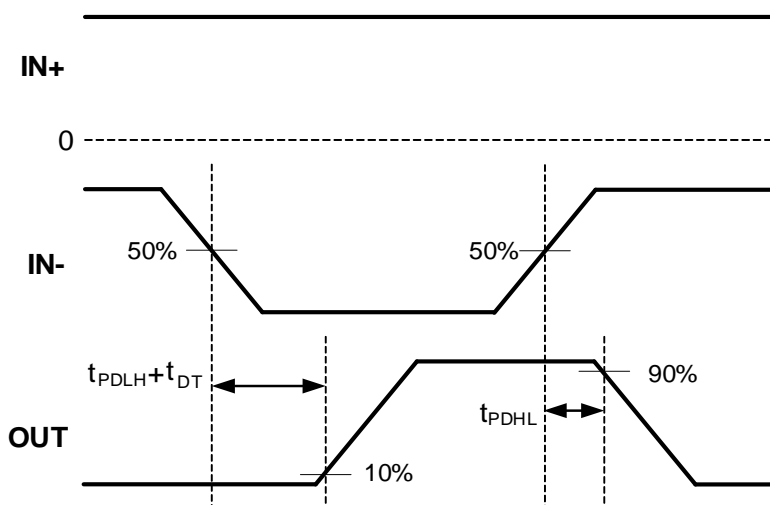 IN+
0
50%
50%
IN-
tPDLH+tDT
90%
tPDHL
OUT
10%